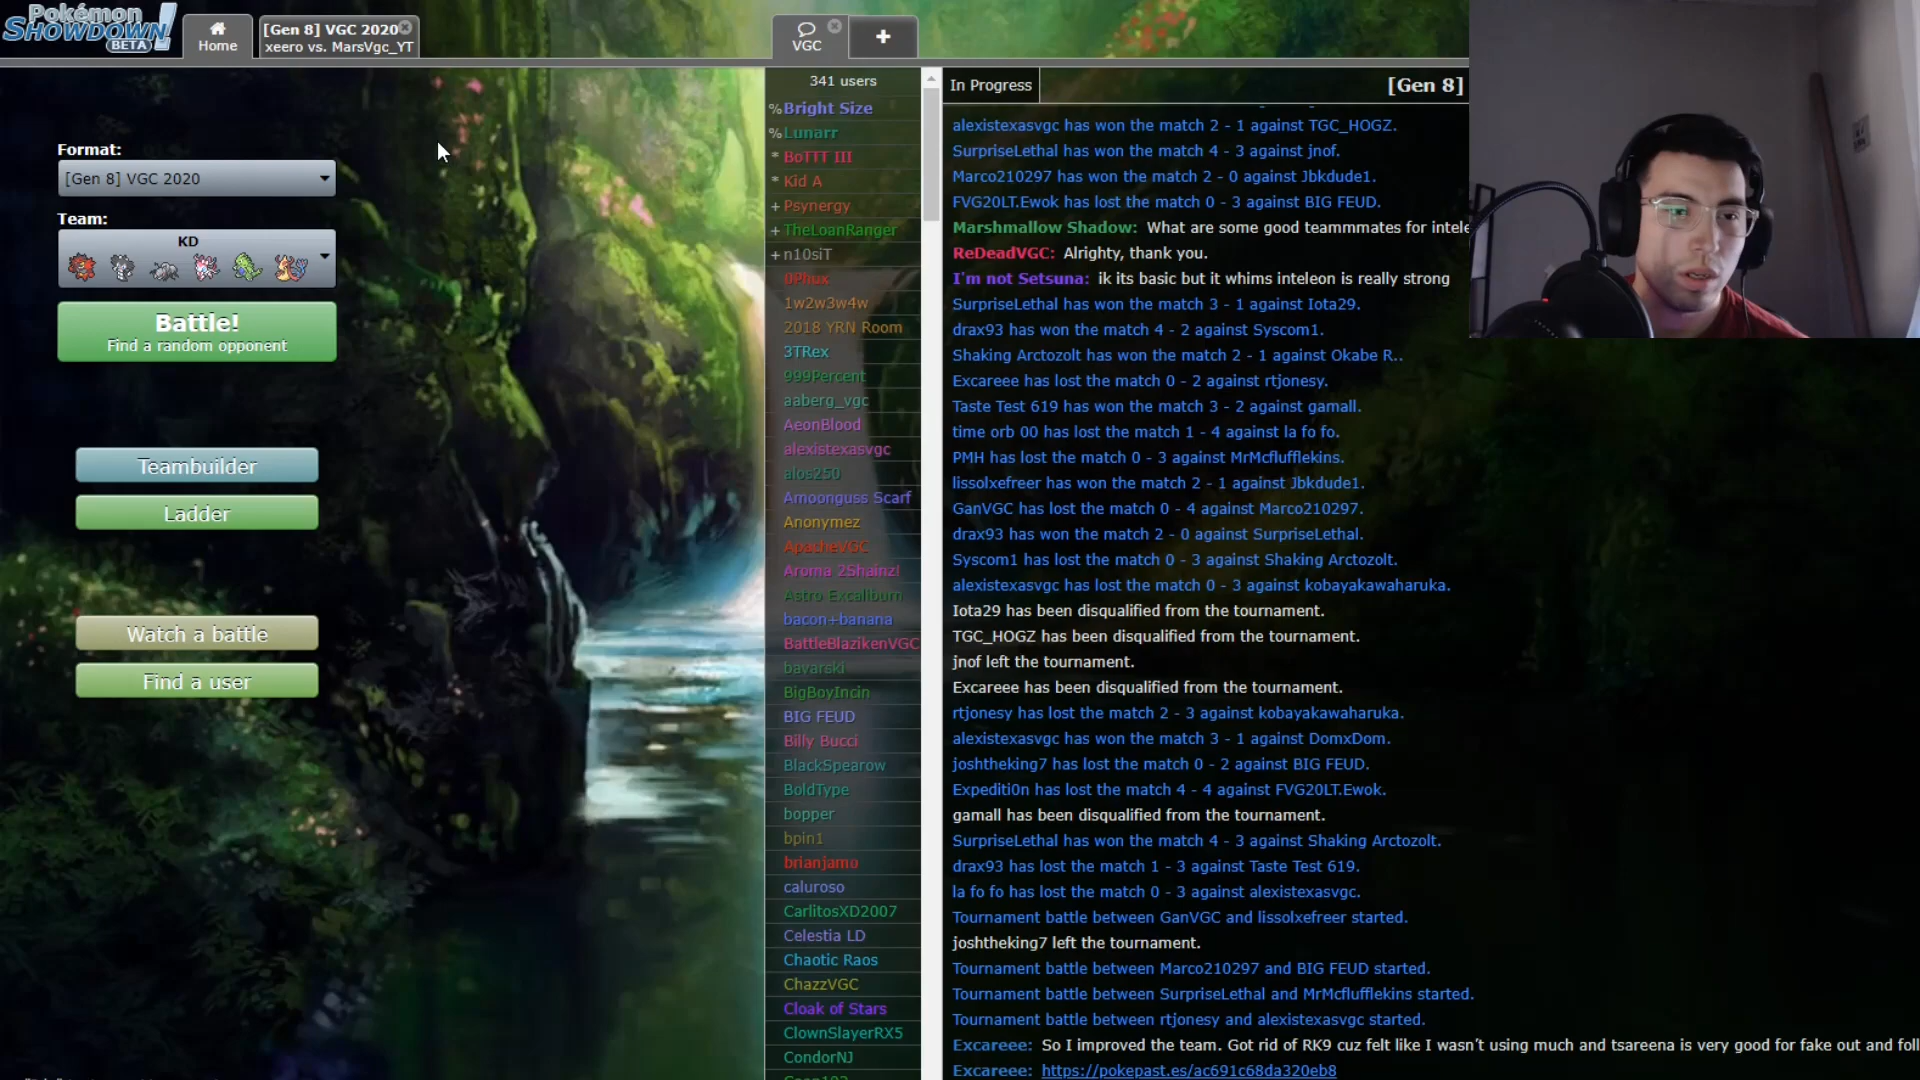 Pokémon
SHOWDOWN!
BETA
Home
[Gen 8] VGC 2020
xeero vs. MarsVgc_YT
VGC
Format:
[Gen 8] VGC 2020
Team:
KD
Battle!
Find a random opponent
Teambuilder
Ladder
Watch a battle
Find a user
341 users
%Bright Size
%Lunarr
* BoTTT III
* Kid A
+ Psynergy
+ TheLoanRanger
+ n10siT
0Phux
1w2w3w4w
2018 YRN Room
3TRex
999Percent
aaberg_vgc
AeonBlood
alexistexasvgc
alos250
Amoonguss Scarf
Anonymez
ApacheVGC
Aroma 2Shainz!
Astro Excaliburn
bacon+banana
BattleBlazikenVGC
bavarski
BigBoyIncin
BIG FEUD
Billy Bucci
BlackSpearow
BoldType
bopper
bpin1
brianjamo
caluroso
CarlitosXD2007
Celestia LD
Chaotic Raos
ChazzVGC
Cloak of Stars
ClownSlayerRX5
CondorNJ
In Progress
[Gen 8]
alexistexasvgc has won the match 2 - 1 against TGC_HOGZ.
SurpriseLethal has won the match 4 - 3 against jnof.
Marco210297 has won the match 2 - 0 against Jbkdude1.
FVG20LT.Ewok has lost the match 0 - 3 against BIG FEUD.
Marshmallow Shadow: What are some good teammmates for intele
ReDeadVGC: Alrighty, thank you.
I'm not Setsuna: ik its basic but it whims inteleon is really strong
SurpriseLethal has won the match 3 - 1 against Iota29.
drax93 has won the match 4 - 2 against Syscom1.
Shaking Arctozolt has won the match 2 - 1 against Okabe R..
Excareee has lost the match 0 - 2 against rtjonesy.
Taste Test 619 has won the match 3 - 2 against gamall.
time orb 00 has lost the match 1 - 4 against la fo fo.
PMH has lost the match 0 - 3 against MrMcflufflekins.
lissolxefreer has won the match 2 - 1 against Jbkdude1.
GanVGC has lost the match 0 - 4 against Marco210297.
drax93 has won the match 2 - 0 against SurpriseLethal.
Syscom1 has lost the match 0 - 3 against Shaking Arctozolt.
alexistexasvgc has lost the match 0 - 3 against kobayakawaharuka.
Iota29 has been disqualified from the tournament.
TGC_HOGZ has been disqualified from the tournament.
jnof left the tournament.
Excareee has been disqualified from the tournament.
rtjonesy has lost the match 2 - 3 against kobayakawaharuka.
alexistexasvgc has won the match 3 - 1 against DomxDom.
joshtheking7 has lost the match 0 - 2 against BIG FEUD.
Expediti0n has lost the match 4 - 4 against FVG20LT.Ewok.
gamall has been disqualified from the tournament.
SurpriseLethal has won the match 4 - 3 against Shaking Arctozolt.
drax93 has lost the match 1 - 3 against Taste Test 619.
la fo fo has lost the match 0 - 3 against alexistexasvgc.
Tournament battle between GanVGC and lissolxefreer started.
joshtheking7 left the tournament.
Tournament battle between Marco210297 and BIG FEUD started.
Tournament battle between SurpriseLethal and MrMcflufflekins started.
Tournament battle between rtjonesy and alexistexasvgc started.
Excareee: So I improved the team. Got rid of RK9 cuz felt like I wasn't using much and tsareena is very good for fake out and foll
Excareee: https://pokepast.es/ac691c68da320eb8